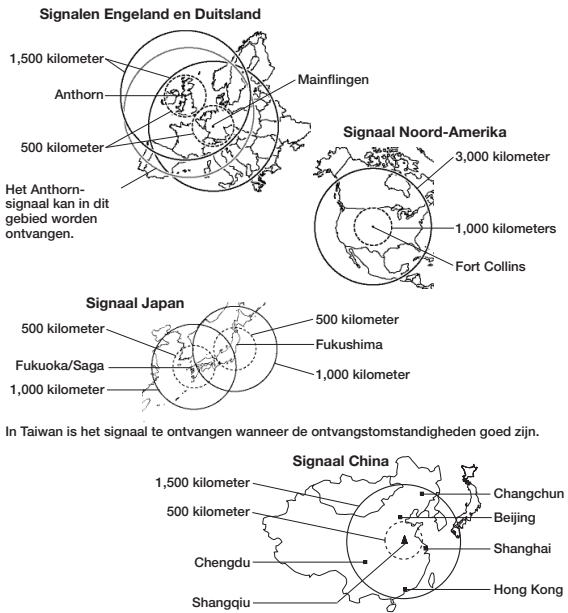 Signalen Engeland en Duitsland
1,500 kilometer
Anthorn
Mainflingen
500 kilometer
Het Anthorn-
signaal kan in dit
gebied worden
ontvangen.
Signaal Noord-Amerika
3,000 kilometer
1,000 kilometers
Fort Collins
Signaal Japan
500 kilometer
Fukuoka/Saga
1,000 kilometer
500 kilometer
Fukushima
1,000 kilometer
In Taiwan is het signaal te ontvangen wanneer de ontvangstomstandigheden goed zijn.
Signaal China
1,500 kilometer
500 kilometer
Chengdu
Shangqiu
Changchun
Beijing
Shanghai
Hong Kong